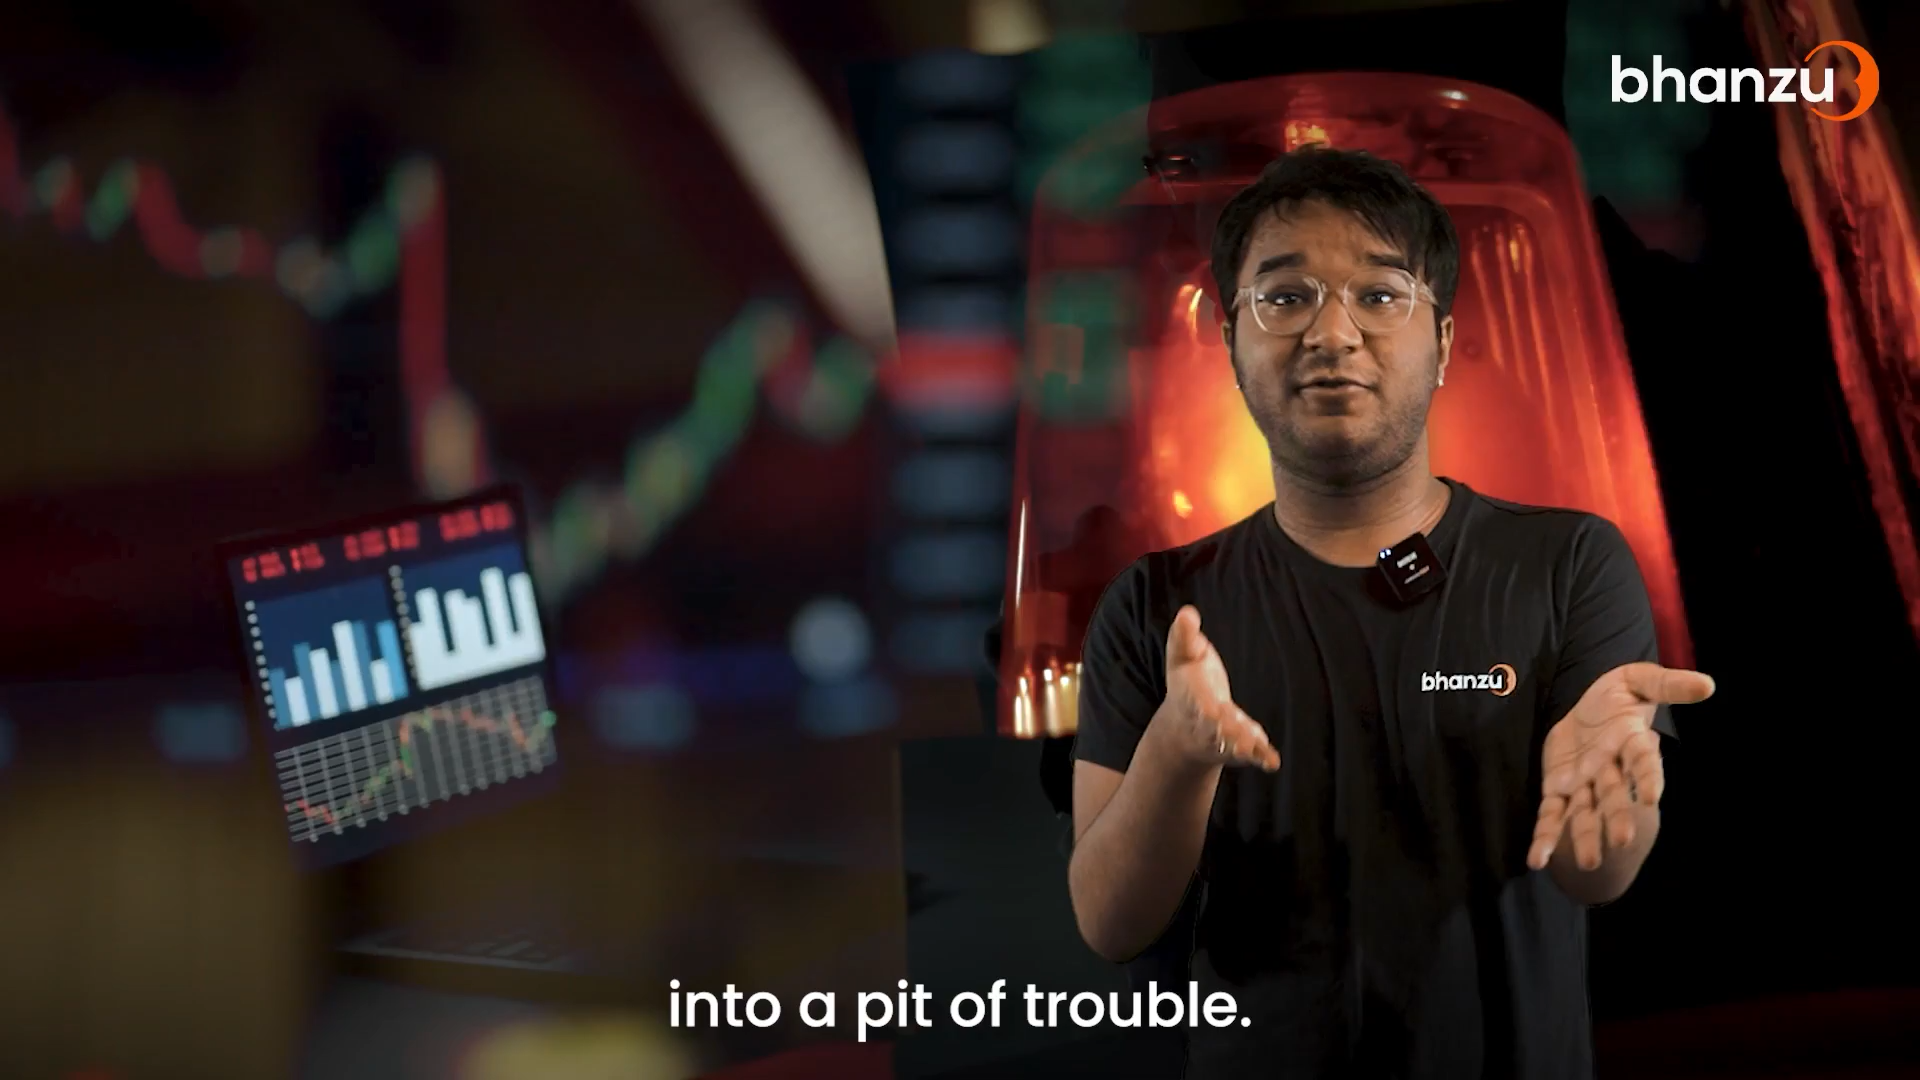 bhanzu
bhanzu
into a pit of trouble.